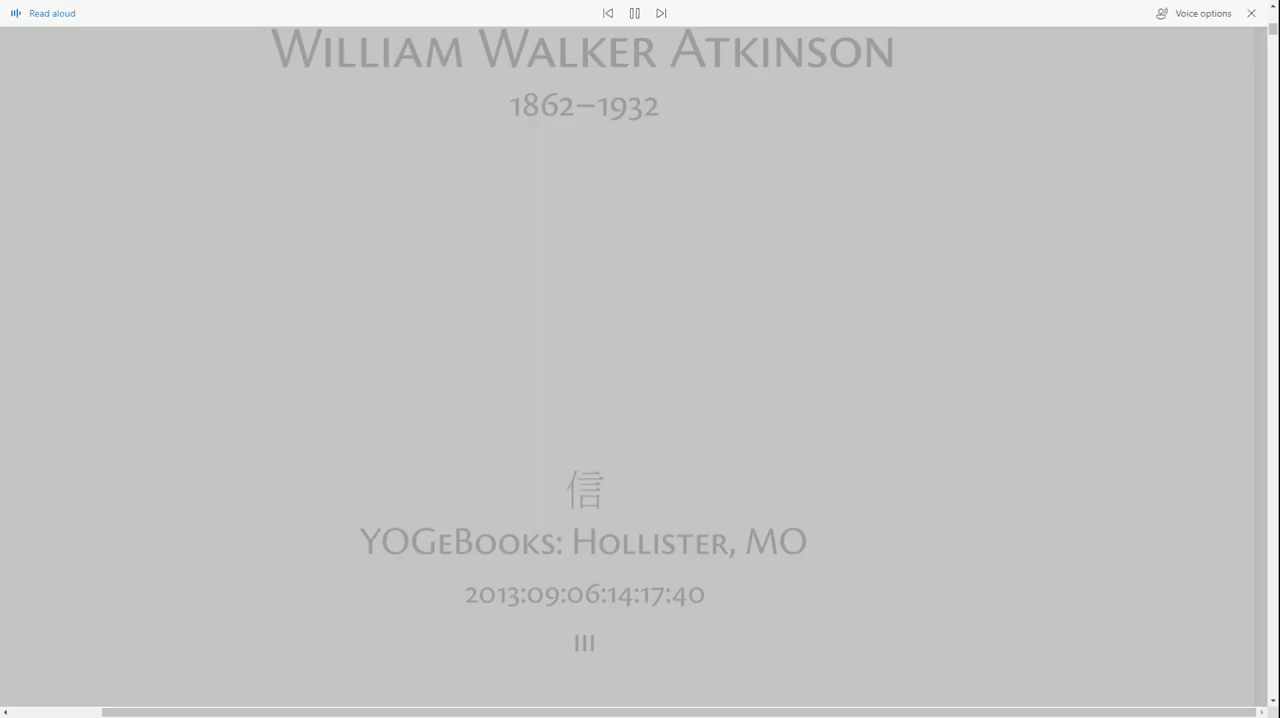 Read aloud
Voice options
William Walker Atkinson
1862–1932
信
YOGeBooks: Hollister, MO
2013:09:06:14:17:40
III